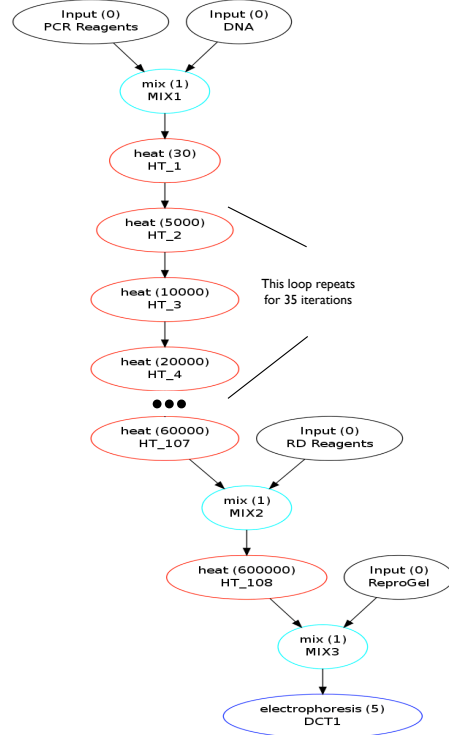 Input (0)
PCR Reagents
Input (0)
DNA
mix (1)
MIX1
heat (30)
HT_1
heat (5000)
HT_2
heat (10000)
HT_3
This loop repeats
for 35 iterations
heat (20000)
HT_4
heat (60000)
HT_107
Input (0)
RD Reagents
mix (1)
MIX2
heat (600000)
HT_108
Input (0)
ReproGel
mix (1)
MIX3
electrophoresis (5)
DCT1